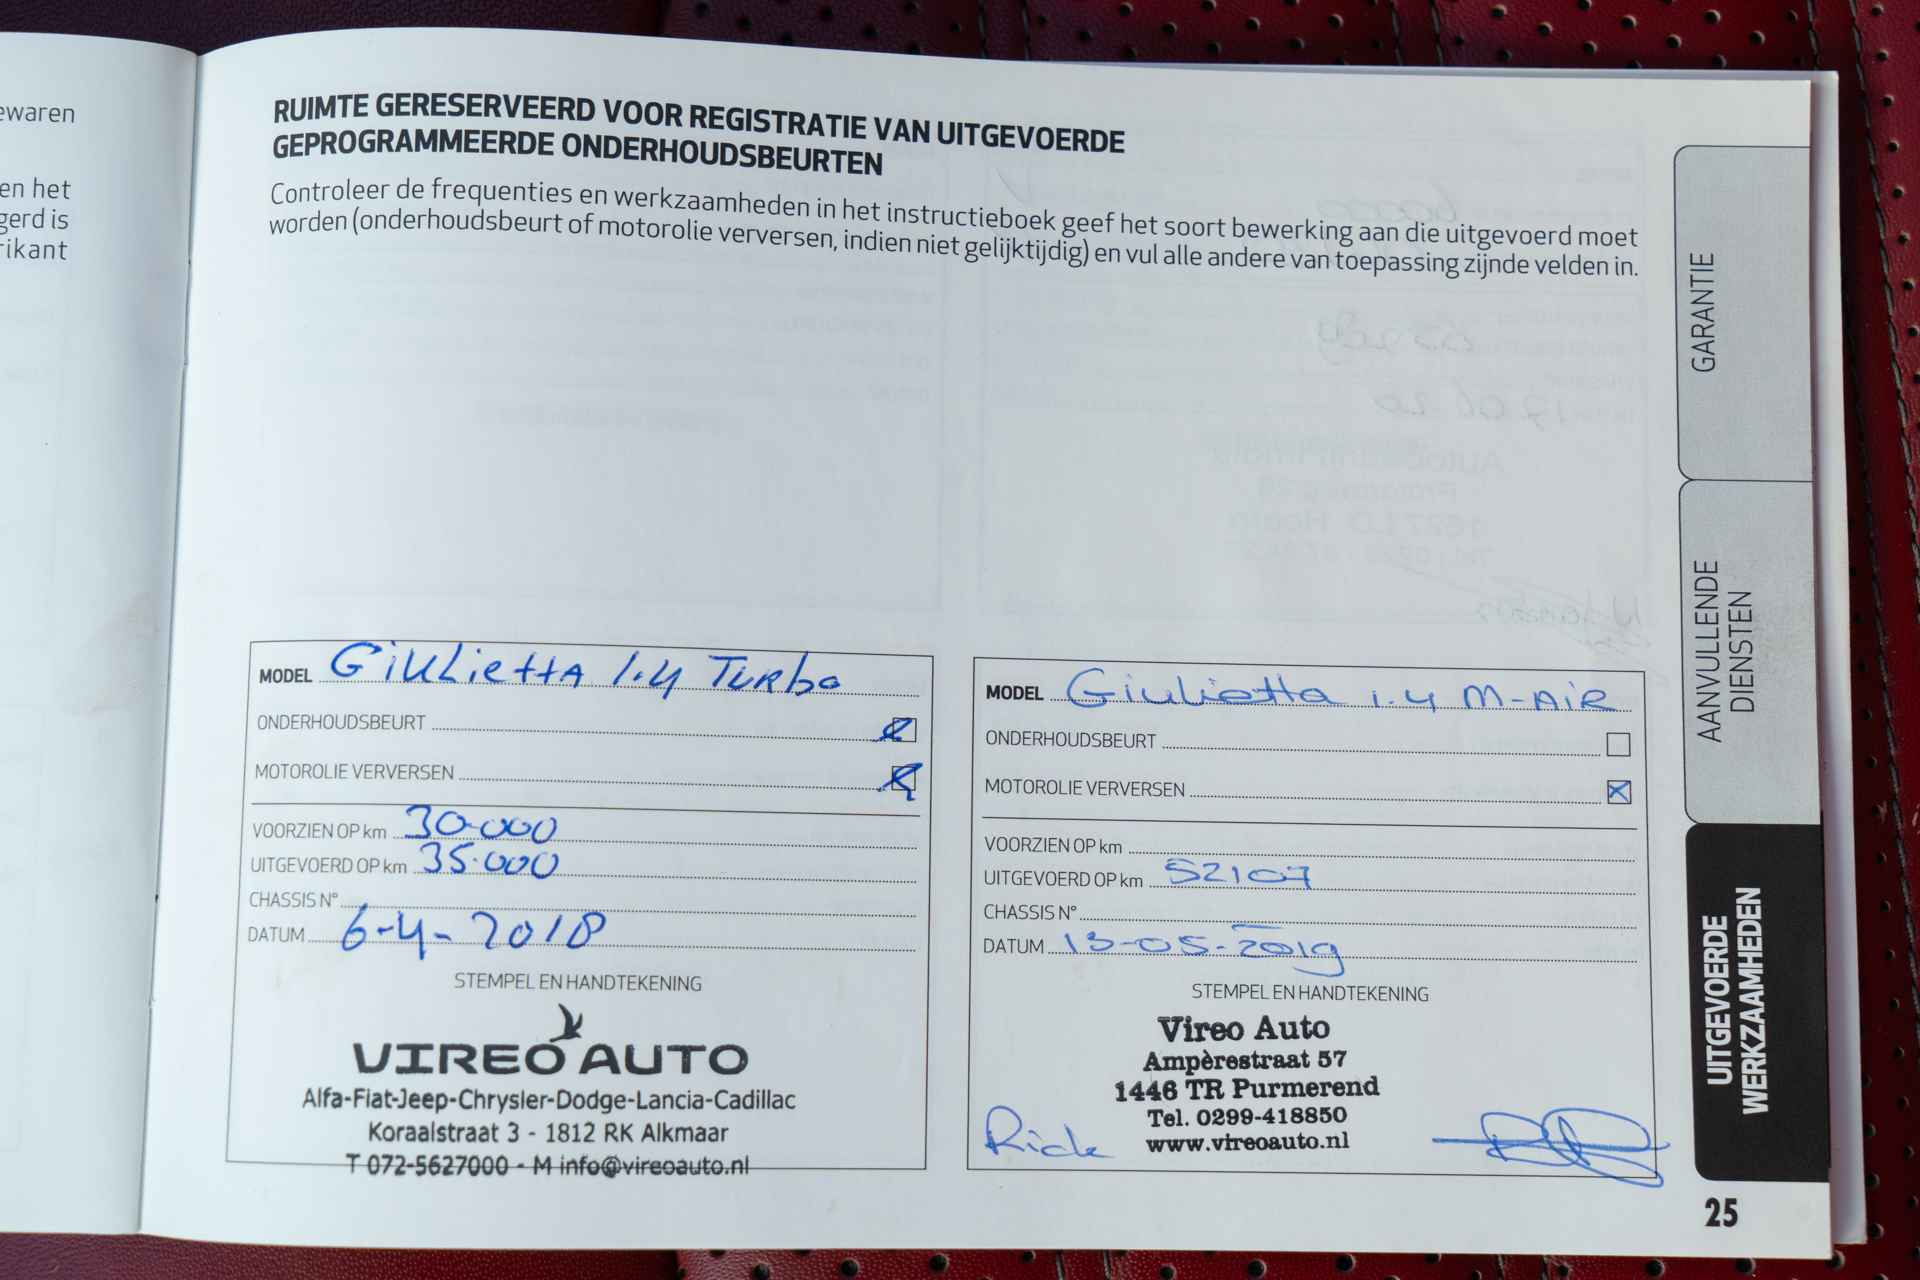 ewaren
en het
gerd is
rikant
RUIMTE GERESERVEERD VOOR REGISTRATIE VAN UITGEVOERDE
GEPROGRAMMEERDE ONDERHOUDSBEURTEN
Controleer de frequenties en werkzaamheden in het instructieboek geef het soort bewerking aan die uitgevoerd moet
worden (onderhoudsbeurt of motorolie verversen, indien niet gelijktijdig) en vul alle andere van toepassing zijnde velden in.
MODEL Giulietta 1.4 Turbo
ONDERHOUDSBEURT
MOTOROLIE VERVERSEN
VOORZIEN OP km 30.000
UITGEVOERD OP km 35.000
CHASSIS N°
DATUM 6-4-2018
STEMPEL EN HANDTEKENING
VIREO AUTO
Alfa-Fiat-Jeep-Chrysler-Dodge-Lancia-Cadillac
Koraalstraat 3 - 1812 RK Alkmaar
T 072-5627000 - M info@vireoauto.nl
MODEL Giulietta 1.4 M-AiR
ONDERHOUDSBEURT
MOTOROLIE VERVERSEN
VOORZIEN OP km
UITGEVOERD OP km 52107
CHASSIS N°
DATUM 13-05-2019
STEMPEL EN HANDTEKENING
Vireo Auto
Ampèrestraat 57
1446 TR Purmerend
Tel. 0299-418850
www.vireoauto.nl
Rick
GARANTIE
AANVULLENDE
DIENSTEN
UITGEVOERDE
WERKZAAMHEDEN
25